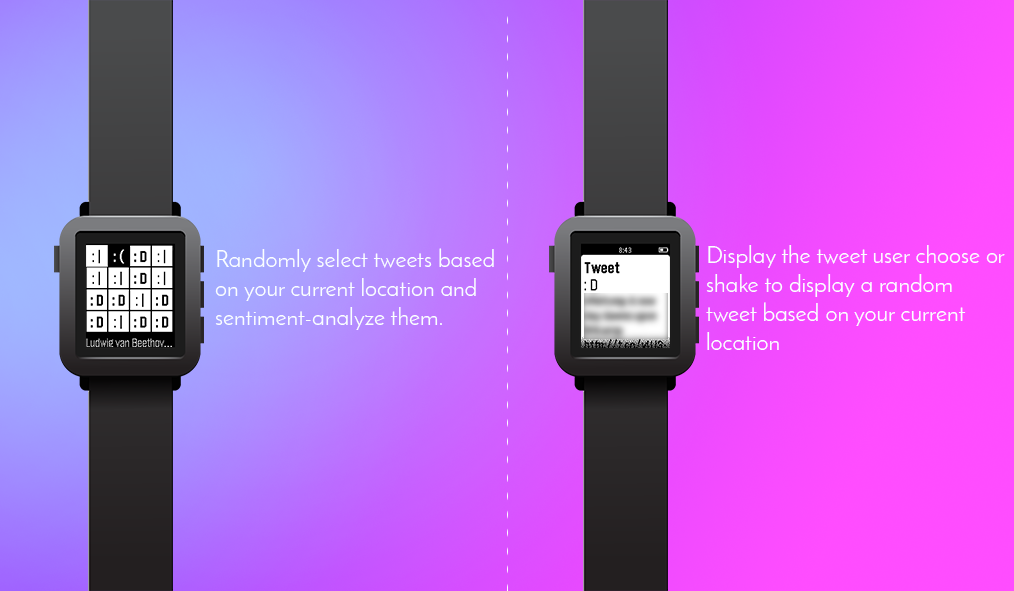 :| :( :D :|
:| :| :D :|
:D :D :| :D
:D :| :D :D
Ludwig van Beethov...
Randomly select tweets based
on your current location and
sentiment-analyze them.
8:43
Tweet
:D
Display the tweet user choose or
shake to display a random
tweet based on your current
location